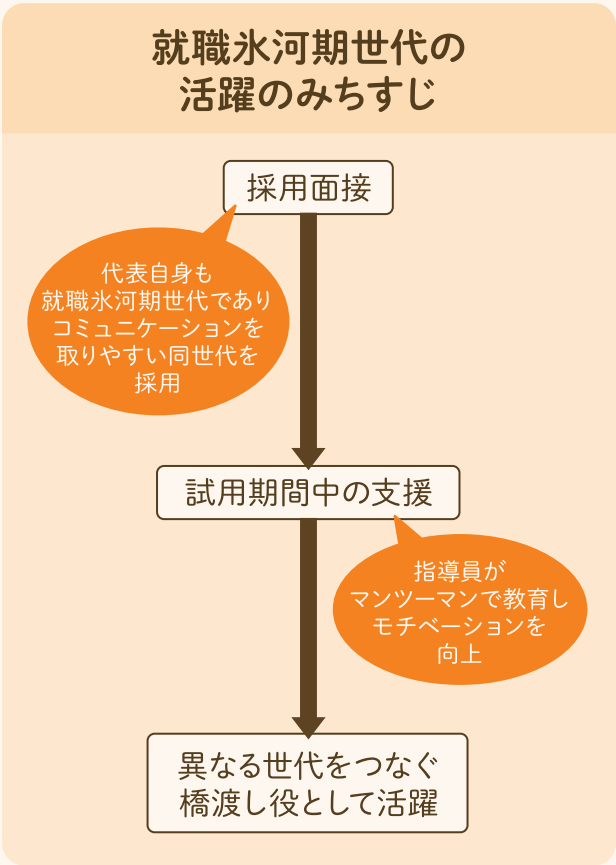 就職氷河期世代の
活躍のみちすじ
採用面接
代表自身も
就職氷河期世代であり
コミュニケーションを
取りやすい同世代を
採用
試用期間中の支援
指導員が
マンツーマンで教育し
モチベーションを
向上
異なる世代をつなぐ
橋渡し役として活躍